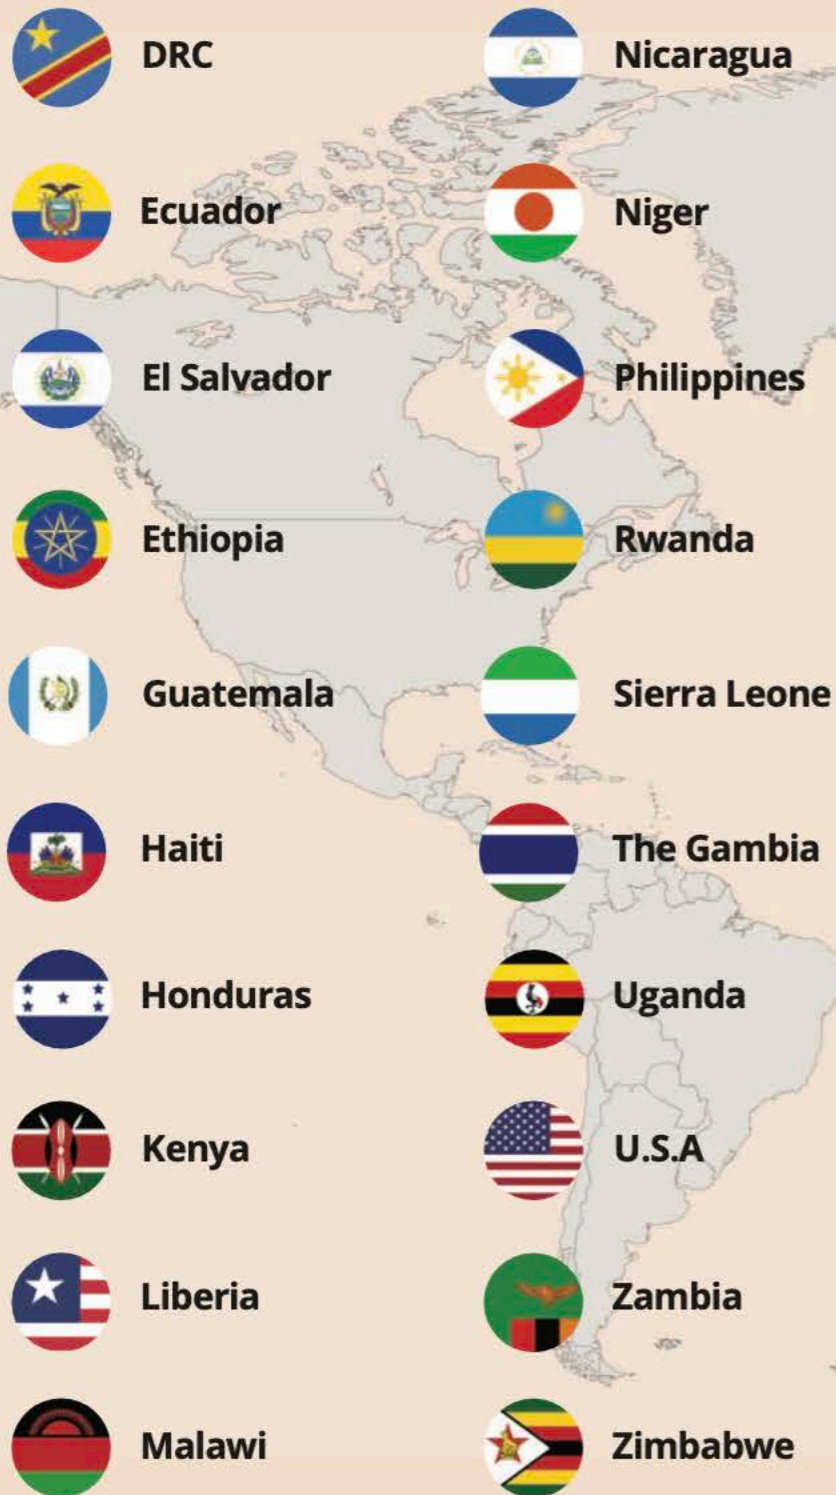 DRC
Ecuador
El Salvador
Ethiopia
Guatemala
Haiti
Honduras
Kenya
Liberia
Malawi
Nicaragua
Niger
Philippines
Rwanda
Sierra Leone
The Gambia
Uganda
U.S.A
Zambia
Zimbabwe